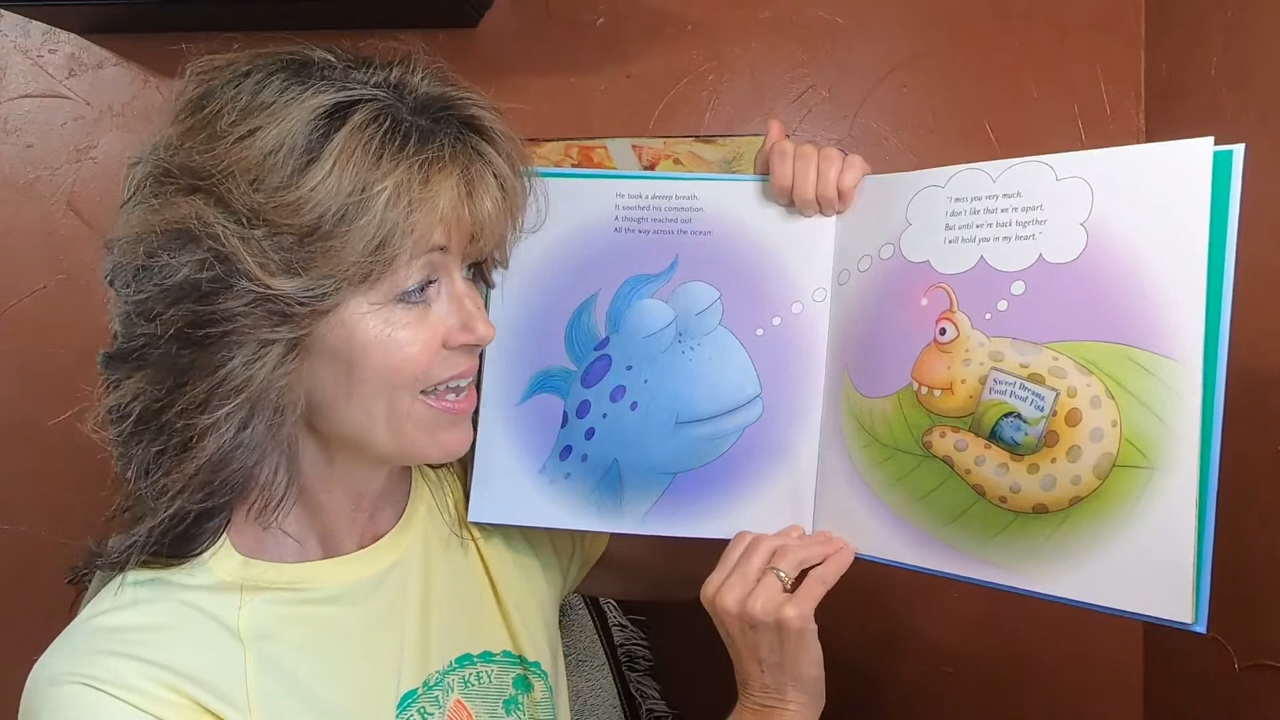 He took a deeeep breath.
It soothed his commotion.
A thought reached out
All the way across the ocean:
"I miss you very much.
I don't like that we're apart.
But until we're back together
I will hold you in my heart."
Sweet Dreams,
Pout-Pout Fish
KEY